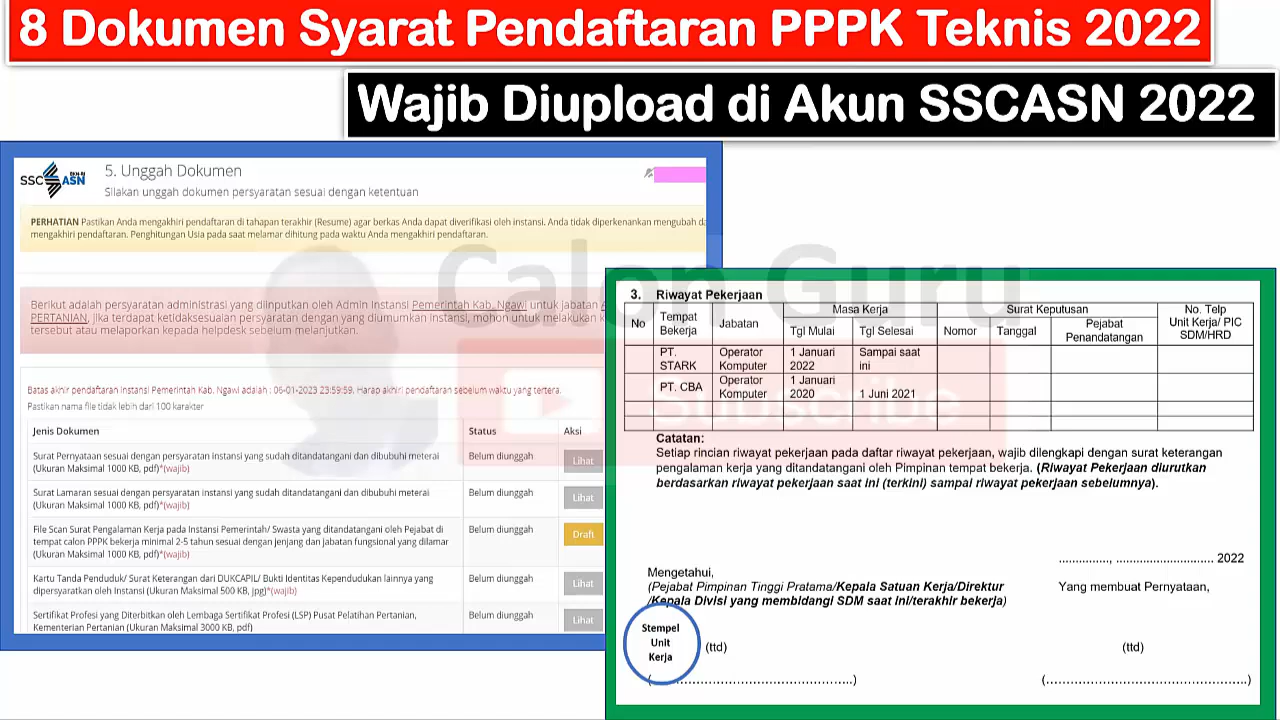 8 Dokumen Syarat Pendaftaran PPPK Teknis 2022
Wajib Diupload di Akun SSCASN 2022
SSC ASN BKN-RI
5. Unggah Dokumen
Silakan unggah dokumen persyaratan sesuai dengan ketentuan
PERHATIAN Pastikan Anda mengakhiri pendaftaran di tahapan terakhir (Resume) agar berkas Anda dapat diverifikasi oleh instansi. Anda tidak diperkenankan mengubah da
mengakhiri pendaftaran. Penghitungan Usia pada saat melamar dihitung pada waktu Anda mengakhiri pendaftaran.
Calon Guru
Subscribe
Berikut adalah persyaratan administrasi yang diinputkan oleh Admin Instansi Pemerintah Kab. Ngawi untuk jabatan A
PERTANIAN. Jika terdapat ketidaksesuaian persyaratan dengan yang diumumkan instansi, mohon untuk melakukan k
tersebut atau melaporkan kepada helpdesk sebelum melanjutkan.
Batas akhir pendaftaran Instansi Pemerintah Kab. Ngawi adalah : 06-01-2023 23:59:59. Harap akhiri pendaftaran sebelum waktu yang tertera.
Pastikan nama file tidak lebih dari 100 karakter
Jenis Dokumen Status Aksi
Surat Pernyataan sesuai dengan persyaratan instansi yang sudah ditandatangani dan dibubuhi meterai
(Ukuran Maksimal 1000 KB, pdf)*(wajib)
Belum diunggah Lihat
Surat Lamaran sesuai dengan persyaratan instansi yang sudah ditandatangani dan dibubuhi meterai
(Ukuran Maksimal 1000 KB, pdf)*(wajib)
Belum diunggah Lihat
File Scan Surat Pengalaman Kerja pada Instansi Pemerintah/ Swasta yang ditandatangani oleh Pejabat di
tempat calon PPPK bekerja minimal 2-5 tahun sesuai dengan jenjang dan jabatan fungsional yang dilamar
(Ukuran Maksimal 1000 KB, pdf)*(wajib)
Belum diunggah Draft
Kartu Tanda Penduduk/ Surat Keterangan dari DUKCAPIL/ Bukti Identitas Kependudukan lainnya yang
dipersyaratkan oleh Instansi (Ukuran Maksimal 500 KB, jpg)*(wajib)
Belum diunggah Lihat
Sertifikat Profesi yang Diterbitkan oleh Lembaga Sertifikat Profesi (LSP) Pusat Pelatihan Pertanian,
Kementerian Pertanian (Ukuran Maksimal 3000 KB, pdf)
Belum diunggah Lihat
3. Riwayat Pekerjaan
No Tempat Bekerja Jabatan Masa Kerja Surat Keputusan No. Telp Unit Kerja/ PIC SDM/HRD
Tgl Mulai Tgl Selesai Nomor Tanggal Pejabat Penandatangan
PT. STARK Operator Komputer 1 Januari 2022 Sampai saat ini
PT. CBA Operator Komputer 1 Januari 2020 1 Juni 2021
Catatan:
Setiap rincian riwayat pekerjaan pada daftar riwayat pekerjaan, wajib dilengkapi dengan surat keterangan
pengalaman kerja yang ditandatangani oleh Pimpinan tempat bekerja. (Riwayat Pekerjaan diurutkan
berdasarkan riwayat pekerjaan saat ini (terkini) sampai riwayat pekerjaan sebelumnya).
............., ........................... 2022
Mengetahui,
(Pejabat Pimpinan Tinggi Pratama/Kepala Satuan Kerja/Direktur
/Kepala Divisi yang membidangi SDM saat ini/terakhir bekerja)
Yang membuat Pernyataan,
Stempel
Unit
Kerja
(ttd) (ttd)
(...............................................) (...............................................)